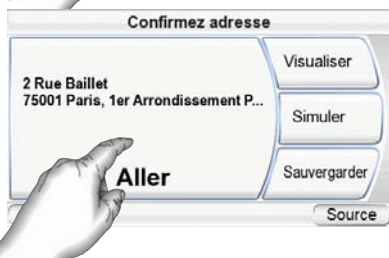 Confirmez adresse
2 Rue Baillet
75001 Paris, 1er Arrondissement P...
Aller
Visualiser
Simuler
Sauvergarder
Source